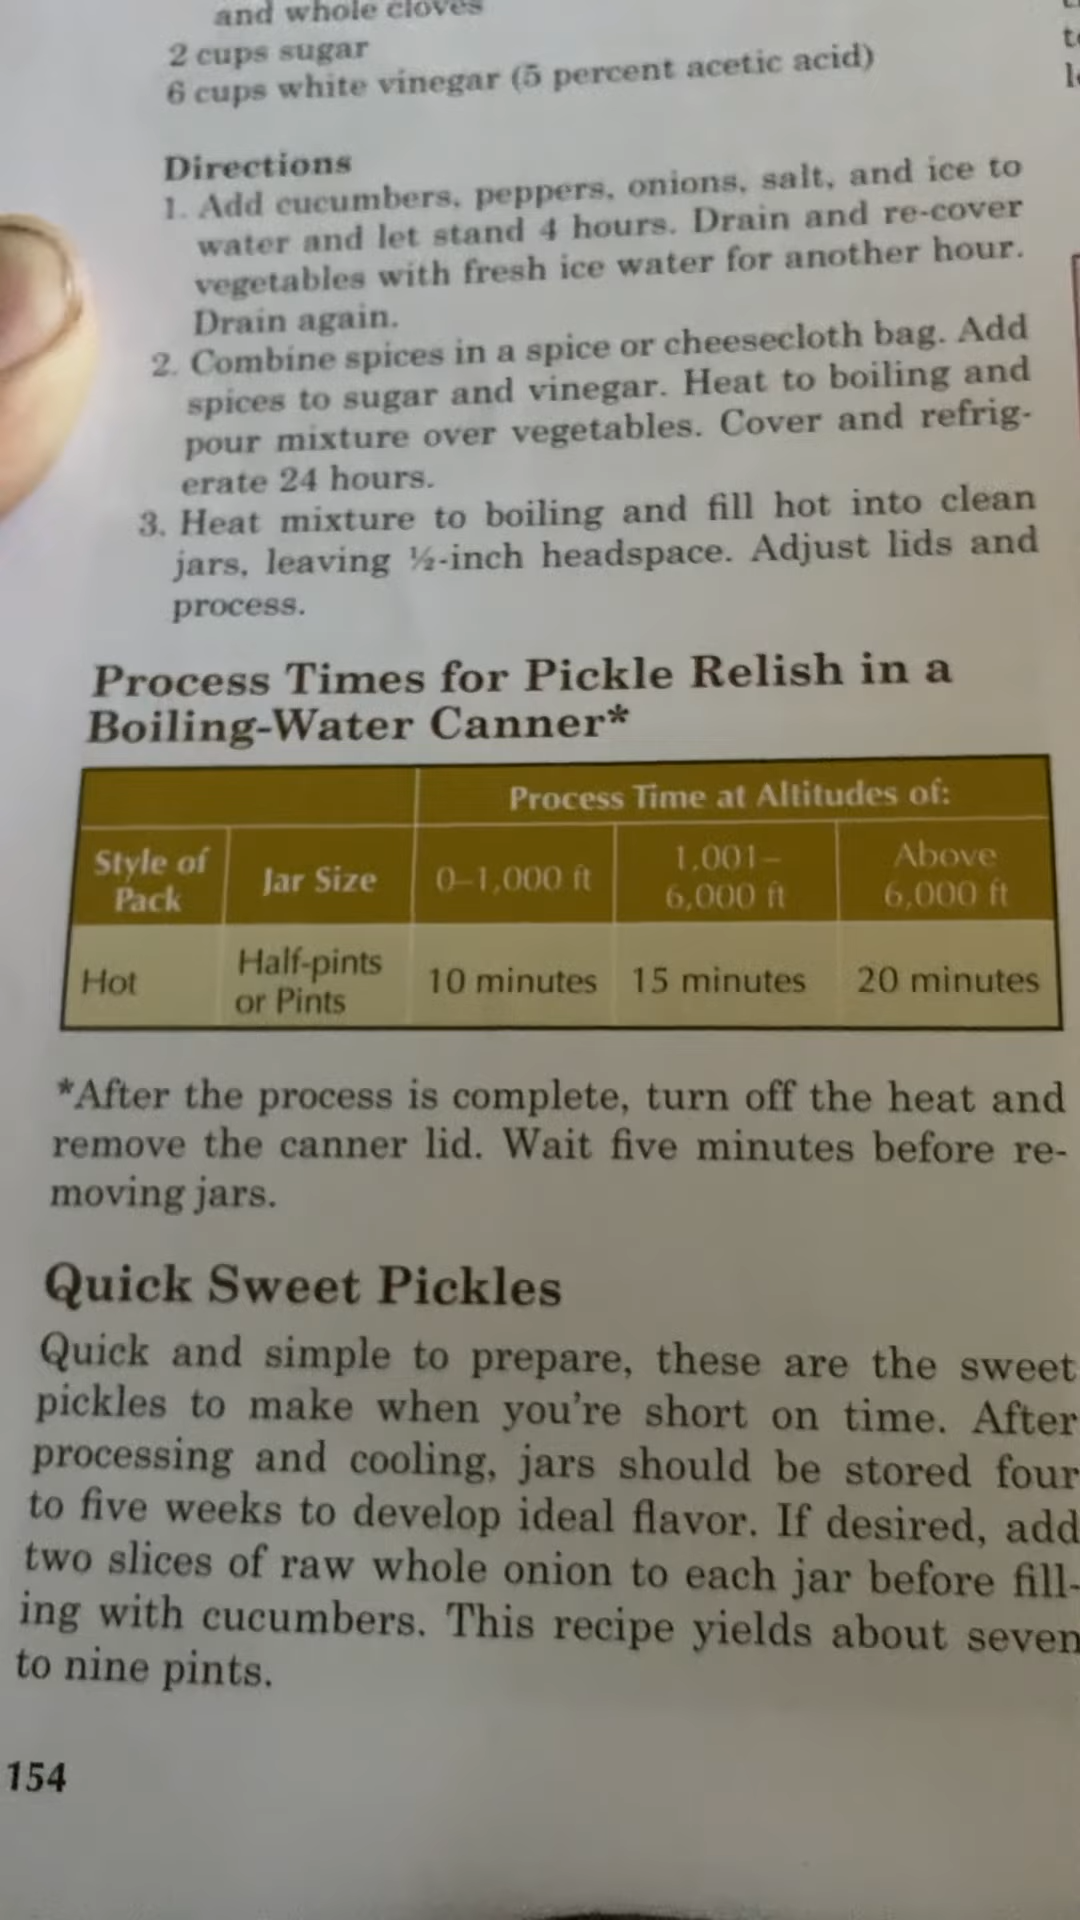 and whole cloves
2 cups sugar
6 cups white vinegar (5 percent acetic acid)
Directions
1. Add cucumbers, peppers, onions, salt, and ice to
water and let stand 4 hours. Drain and re-cover
vegetables with fresh ice water for another hour.
Drain again.
2. Combine spices in a spice or cheesecloth bag. Add
spices to sugar and vinegar. Heat to boiling and
pour mixture over vegetables. Cover and refrig-
erate 24 hours.
3. Heat mixture to boiling and fill hot into clean
jars, leaving ½-inch headspace. Adjust lids and
process.
Process Times for Pickle Relish in a
Boiling-Water Canner*
Process Time at Altitudes of:
Style of
Pack
Jar Size
0–1,000 ft
1,001–
6,000 ft
Above
6,000 ft
Hot
Half-pints
or Pints
10 minutes
15 minutes
20 minutes
*After the process is complete, turn off the heat and
remove the canner lid. Wait five minutes before re-
moving jars.
Quick Sweet Pickles
Quick and simple to prepare, these are the sweet
pickles to make when you're short on time. After
processing and cooling, jars should be stored four
to five weeks to develop ideal flavor. If desired, add
two slices of raw whole onion to each jar before fill-
ing with cucumbers. This recipe yields about seven
to nine pints.
154